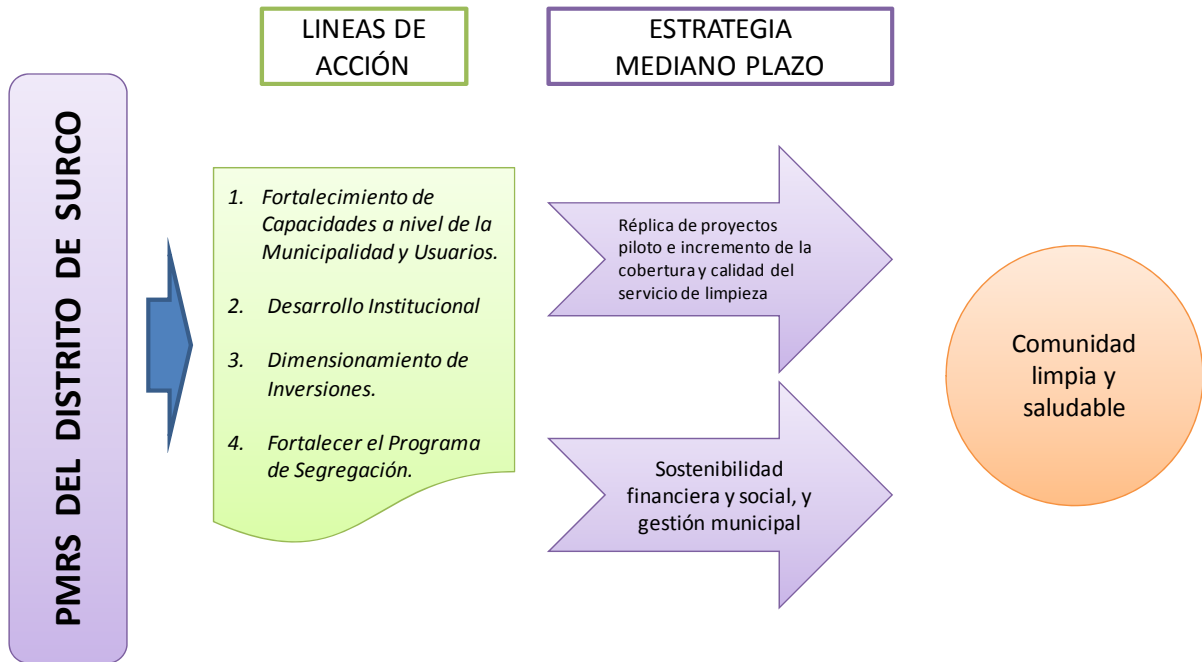 LINEAS DE
ACCIÓN
ESTRATEGIA
MEDIANO PLAZO
PMRS DEL DISTRITO DE SURCO
1. Fortalecimiento de
Capacidades a nivel de la
Municipalidad y Usuarios.
2. Desarrollo Institucional
3. Dimensionamiento de
Inversiones.
4. Fortalecer el Programa
de Segregación.
Réplica de proyectos
piloto e incremento de la
cobertura y calidad del
servicio de limpieza
Sostenibilidad
financiera y social, y
gestión municipal
Comunidad
limpia y
saludable